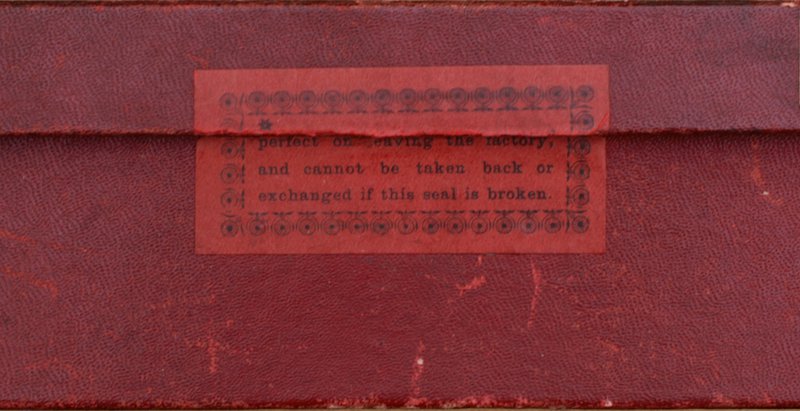 perfect on leaving the factory,
and cannot be taken back or
exchanged if this seal is broken.